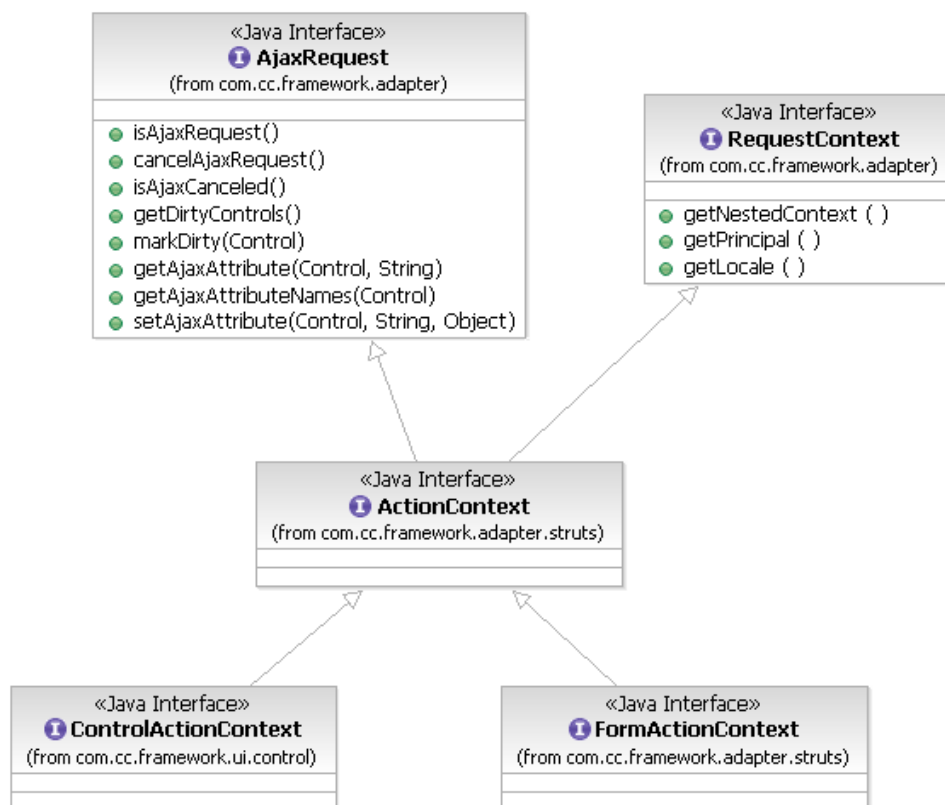 «Java Interface»
I AjaxRequest
(from com.cc.framework.adapter)
isAjaxRequest()
cancelAjaxRequest()
isAjaxCanceled()
getDirtyControls()
markDirty(Control)
getAjaxAttribute(Control, String)
getAjaxAttributeNames(Control)
setAjaxAttribute(Control, String, Object)
«Java Interface»
I RequestContext
(from com.cc.framework.adapter)
getNestedContext ( )
getPrincipal ( )
getLocale ( )
«Java Interface»
I ActionContext
(from com.cc.framework.adapter.struts)
«Java Interface»
I ControlActionContext
(from com.cc.framework.ui.control)
«Java Interface»
I FormActionContext
(from com.cc.framework.adapter.struts)